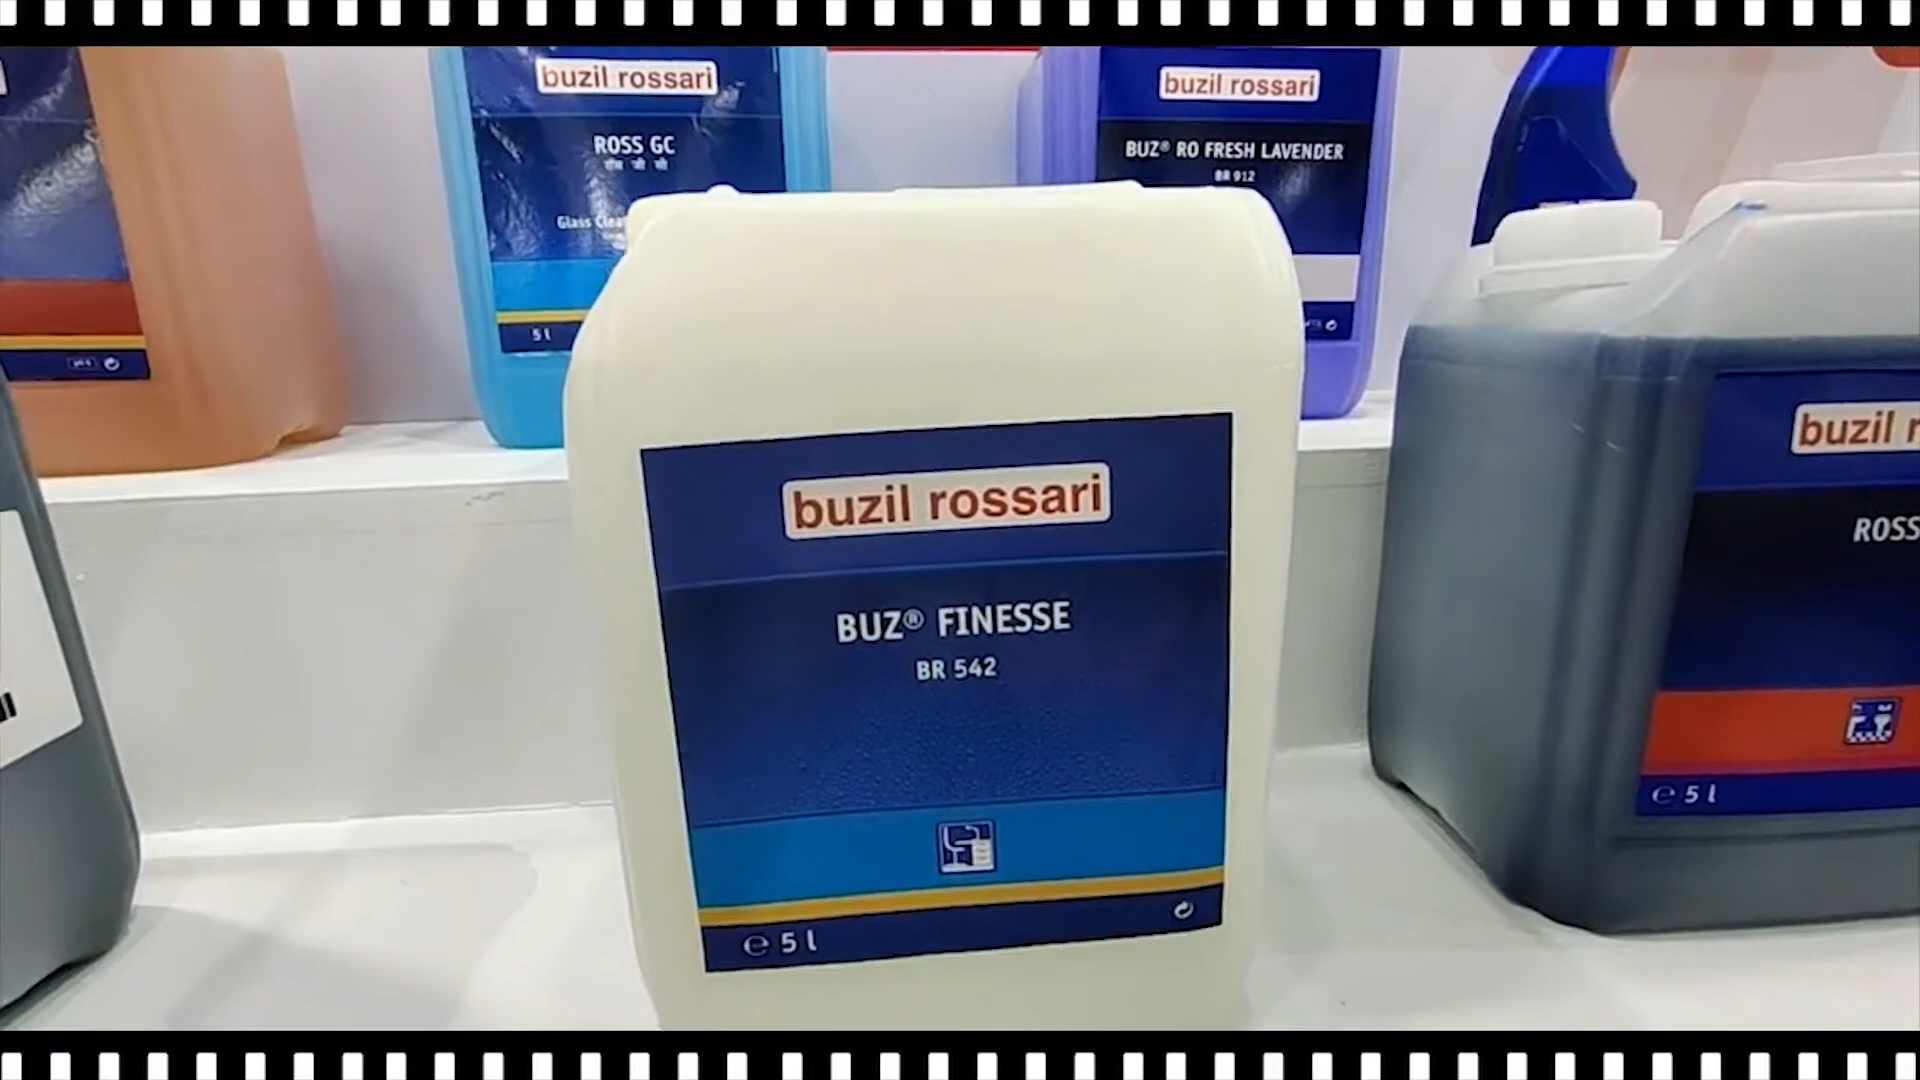 buzil rossari
ROSS GC
रॉस जी सी
5 l
buzil rossari
BUZ® RO FRESH LAVENDER
BR 912
buzil rossari
BUZ® FINESSE
BR 542
℮ 5 l
buzil
ROSS
℮ 5 l